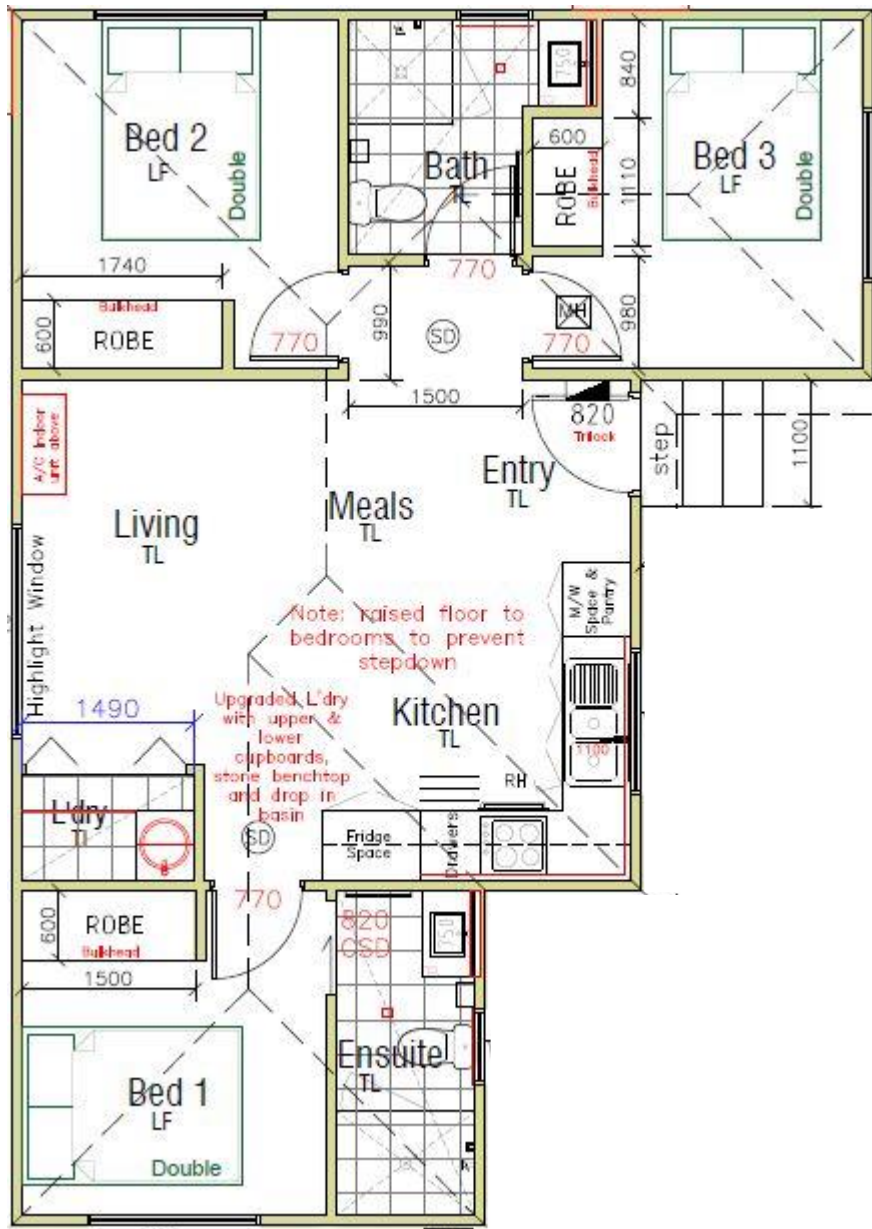 Bed 2
LF
Double
1740
Bulkhead
600
ROBE
770
Bath
TL
750
600
ROBE
Bulkhead
840
1110
980
Bed 3
LF
Double
770
990
SD
MH
770
1500
A/C Indoor
unit above
820
Trilock
step
1100
Entry
TL
Meals
TL
Living
TL
Highlight Window
M/W
Space &
Pantry
Note: raised floor to
bedrooms to prevent
stepdown
Kitchen
TL
1100
RH
1490
Upgraded L'dry
with upper &
lower
cupboards,
stone benchtop
and drop in
basin
L'dry
SD
Fridge
Space
Drawers
770
ROBE
Bulkhead
600
1500
820
CSD
750
Ensuite
TL
Bed 1
LF
Double